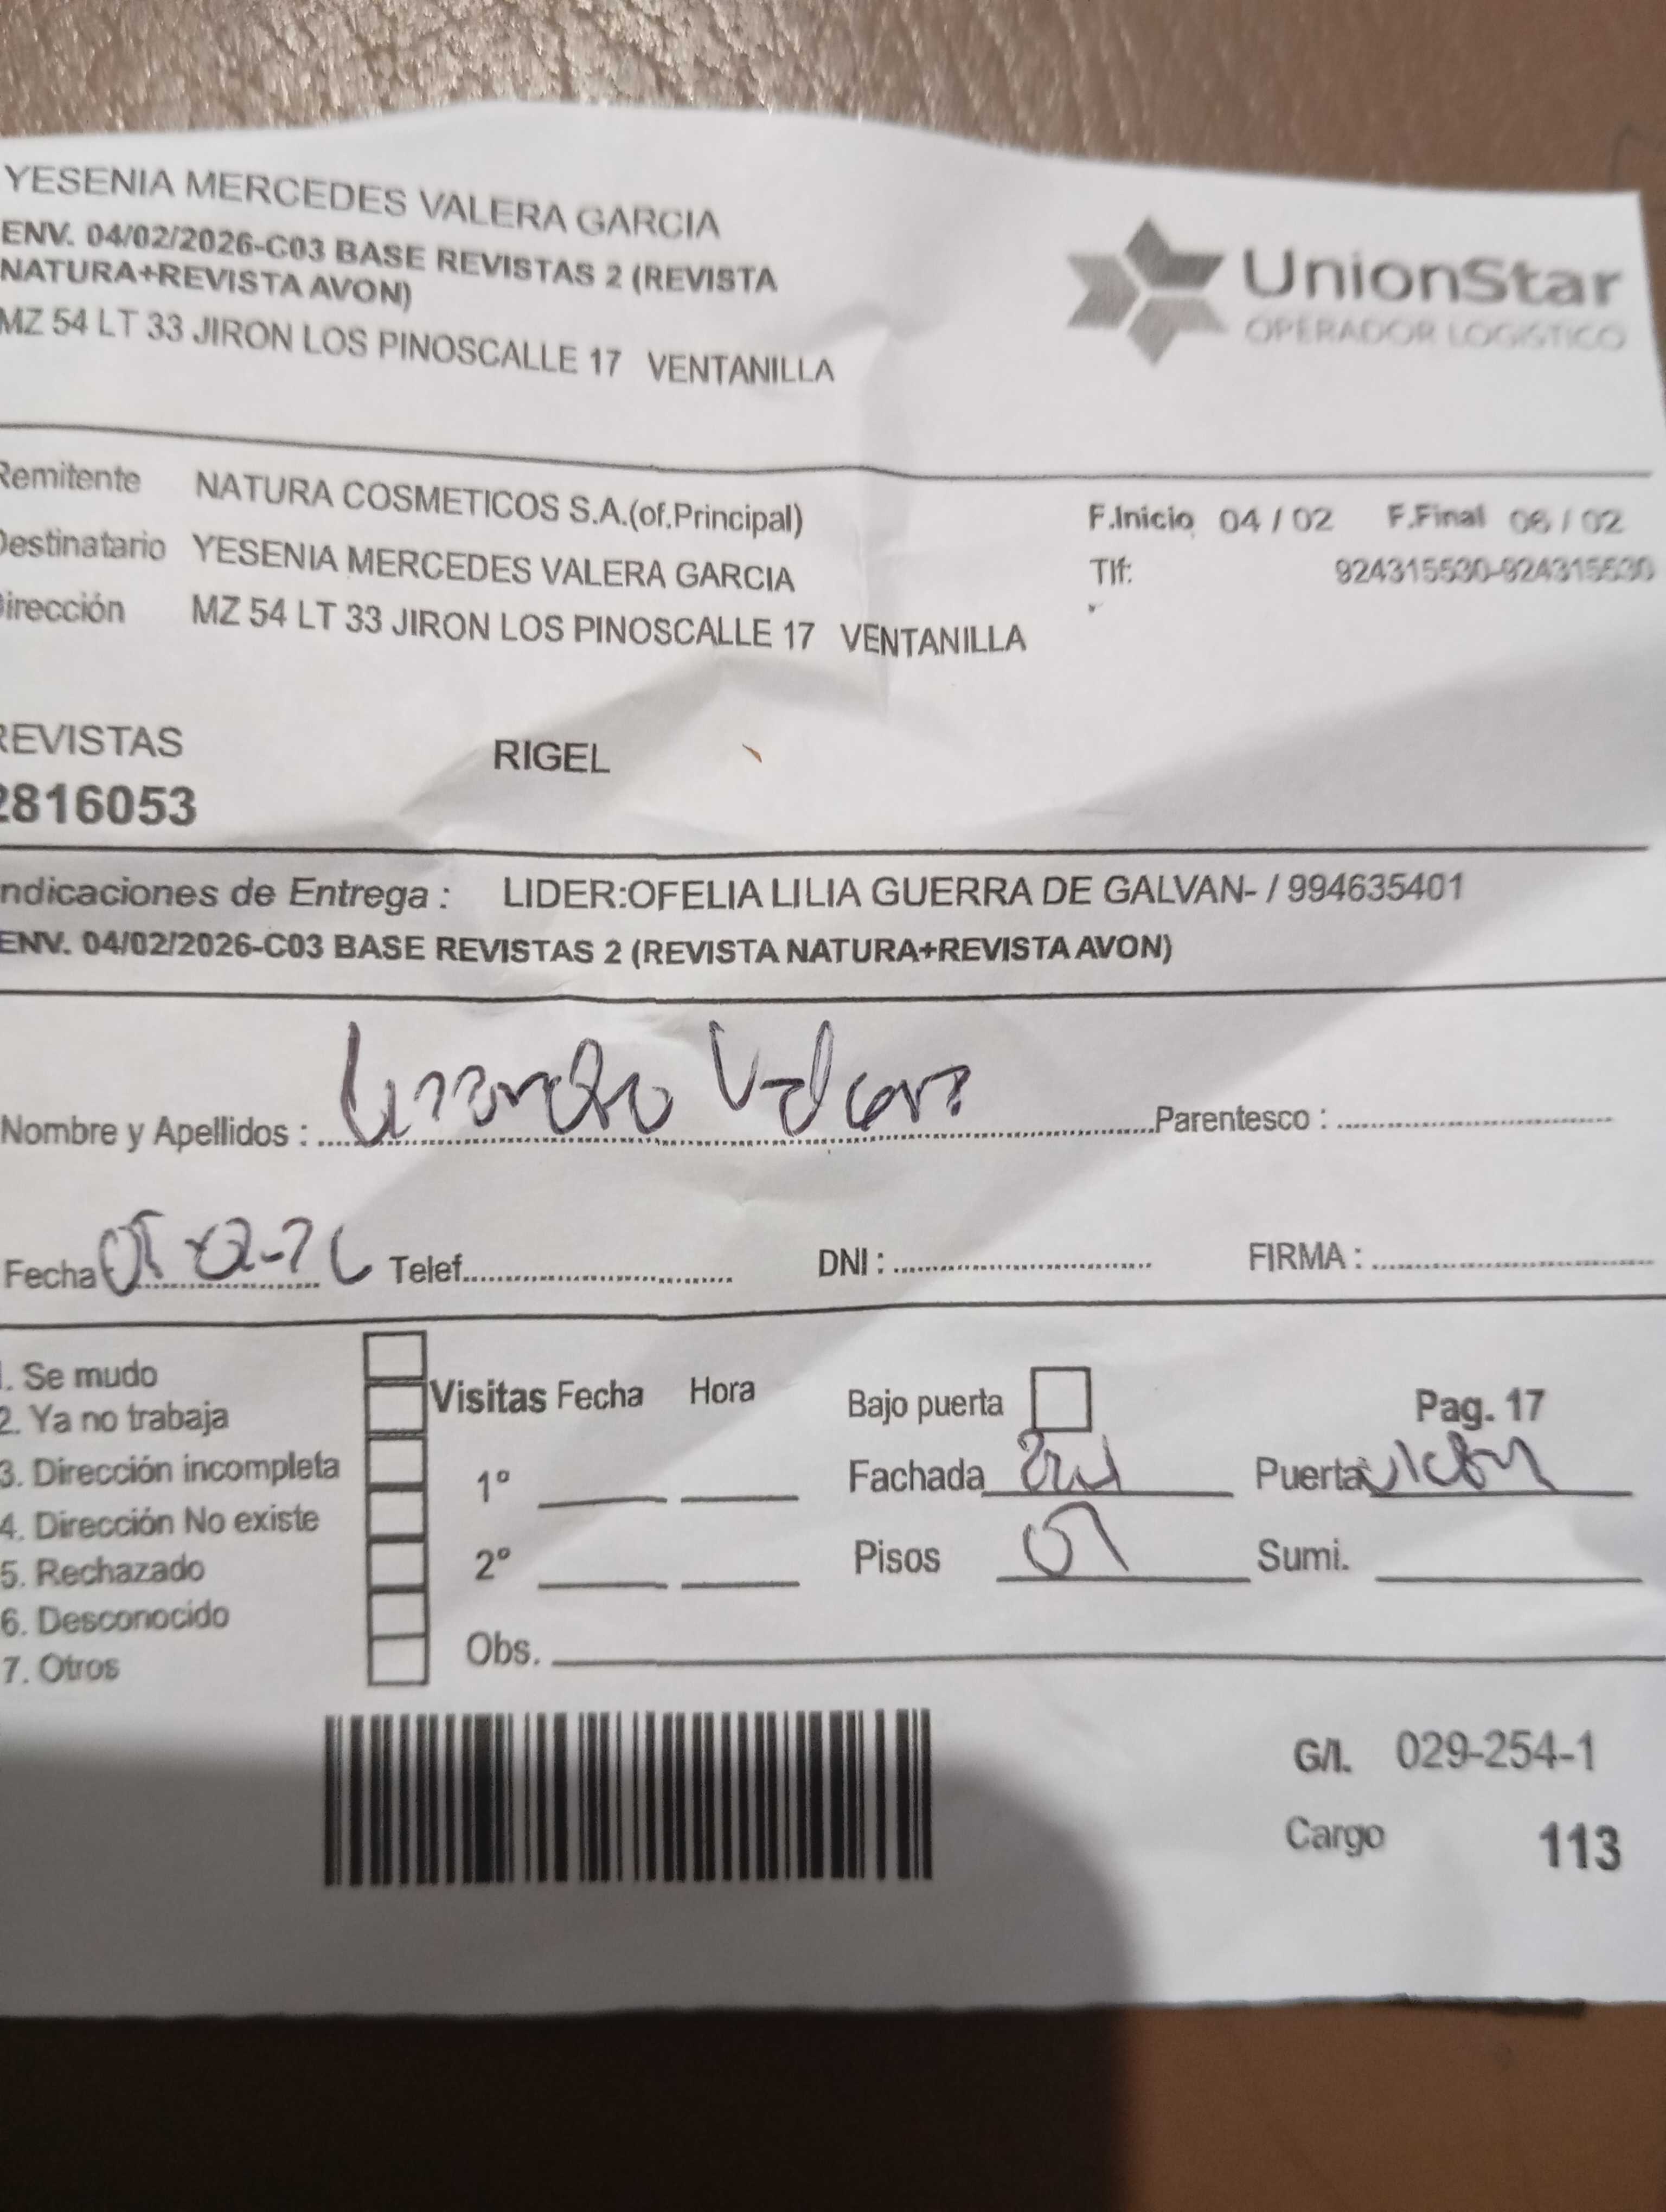 YESENIA MERCEDES VALERA GARCIA
ENV. 04/02/2026-C03 BASE REVISTAS 2 (REVISTA
NATURA+REVISTA AVON)
MZ 54 LT 33 JIRON LOS PINOSCALLE 17 VENTANILLA
UnionStar
OPERADOR LOGISTICO
Remitente NATURA COSMETICOS S.A.(of.Principal)
Destinatario YESENIA MERCEDES VALERA GARCIA
Dirección MZ 54 LT 33 JIRON LOS PINOSCALLE 17 VENTANILLA
F.Inicio 04 / 02 F.Final 06 / 02
Tlf: 924315530-924315530
REVISTAS RIGEL
2816053
Indicaciones de Entrega : LIDER:OFELIA LILIA GUERRA DE GALVAN- / 994635401
ENV. 04/02/2026-C03 BASE REVISTAS 2 (REVISTA NATURA+REVISTA AVON)
Nombre y Apellidos : Valera Parentesco :
Fecha Telef. DNI : FIRMA :
1. Se mudo
2. Ya no trabaja
3. Dirección incompleta
4. Dirección No existe
5. Rechazado
6. Desconocido
7. Otros
Visitas Fecha Hora
1º
2º
Obs.
Bajo puerta Pag. 17
Fachada Puerta
Pisos Sumi.
G/I. 029-254-1
Cargo 113